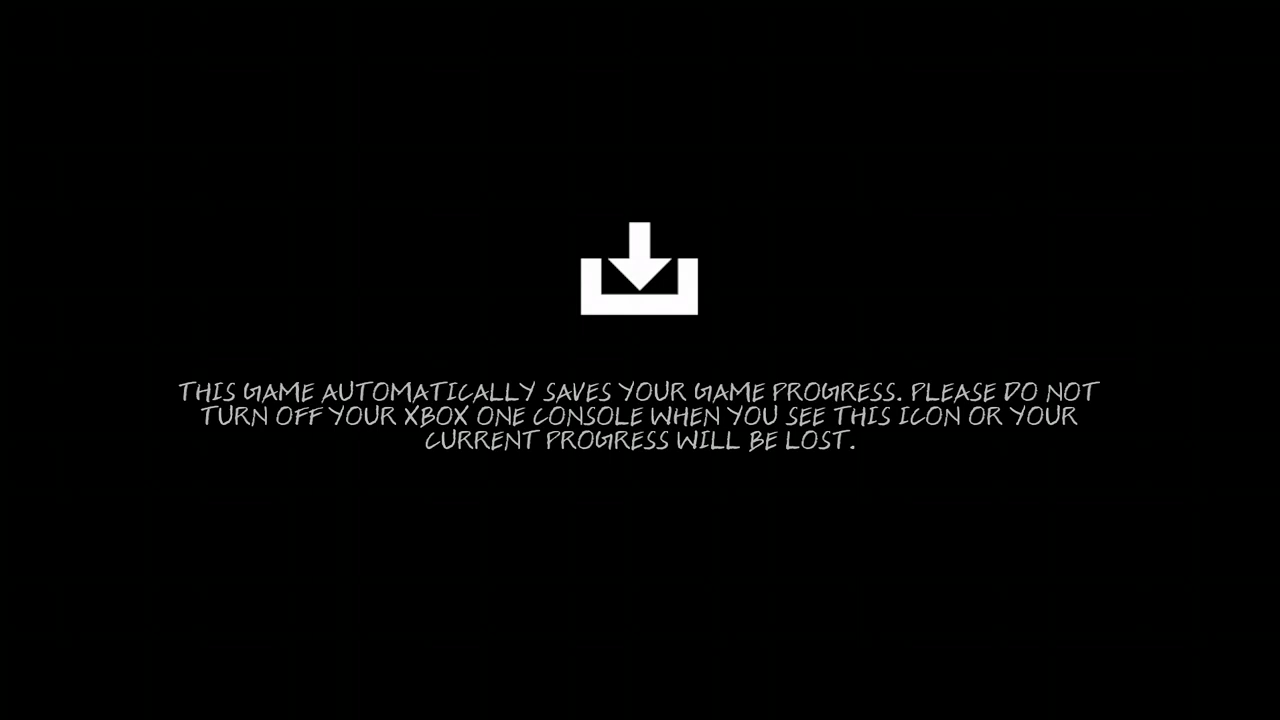 THIS GAME AUTOMATICALLY SAVES YOUR GAME PROGRESS. PLEASE DO NOT
TURN OFF YOUR XBOX ONE CONSOLE WHEN YOU SEE THIS ICON OR YOUR
CURRENT PROGRESS WILL BE LOST.